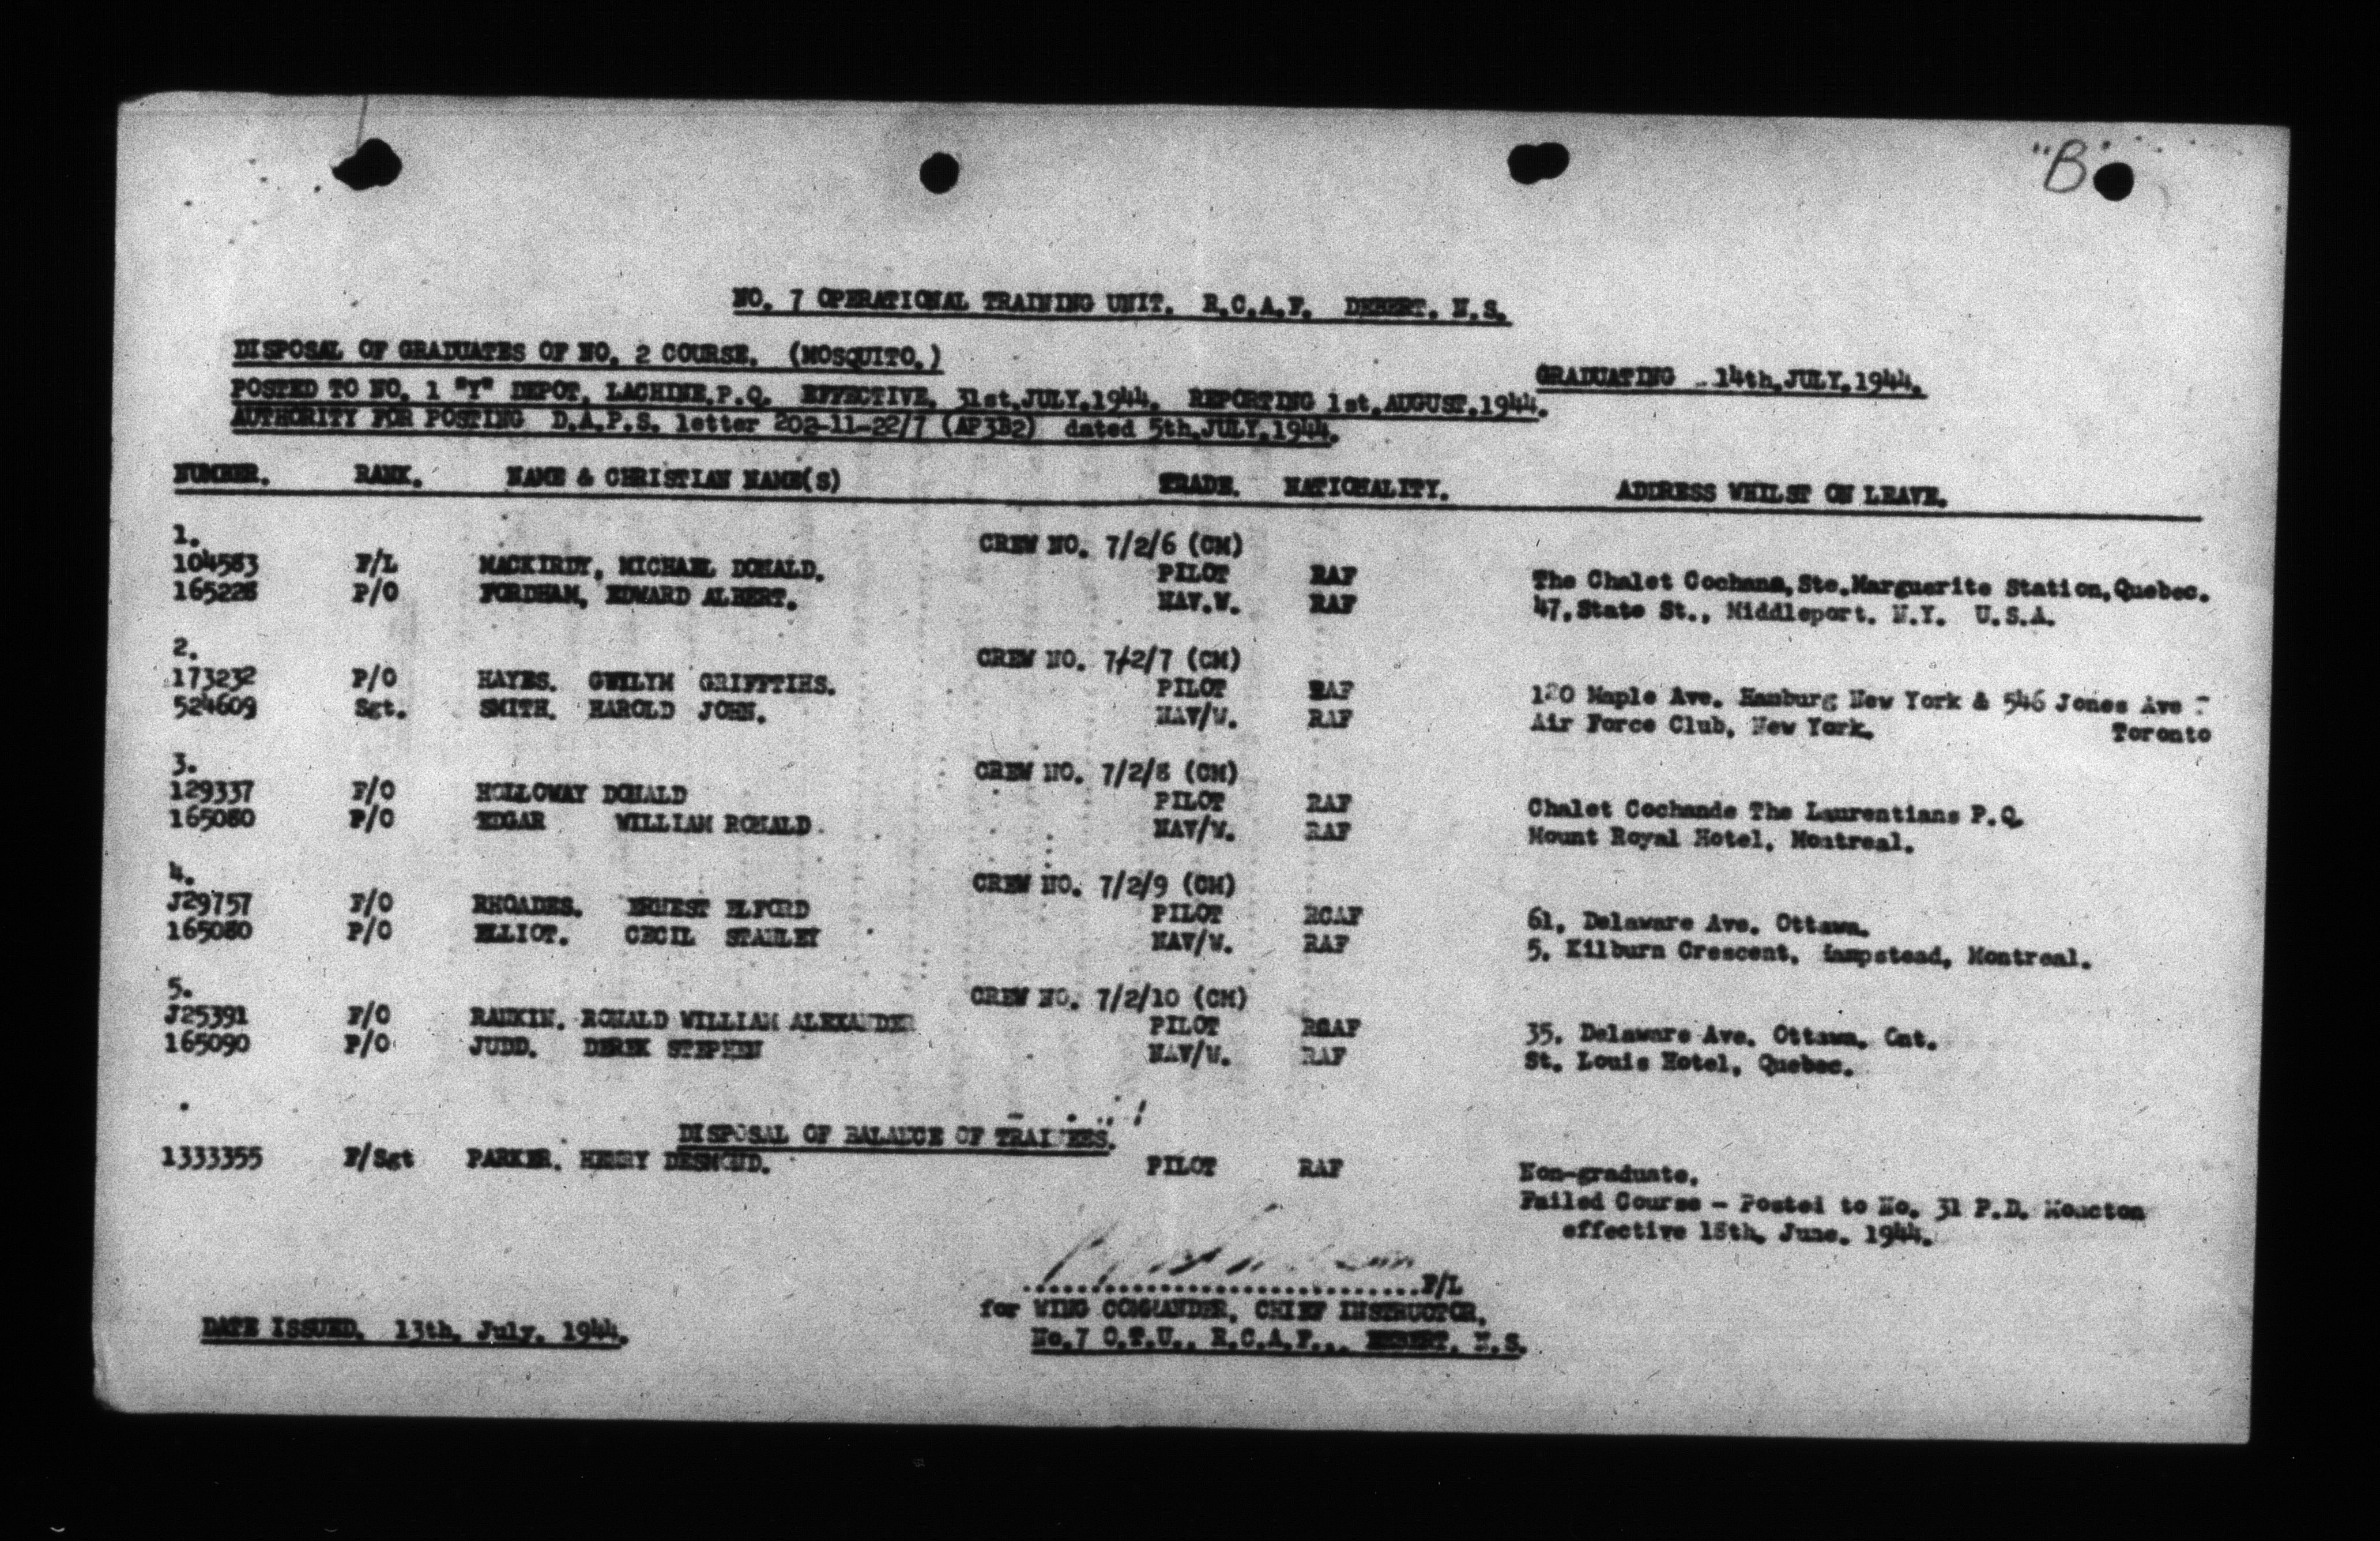 "B"
NO. 7 OPERATIONAL TRAINING UNIT. R.C.A.F. DEBERT. N.S.
DISPOSAL OF GRADUATES OF NO. 2 COURSE. (MOSQUITO.)
GRADUATING 14th.JULY.1944.
POSTED TO NO. 1 "Y" DEPOT, LACHINE.P.Q. EFFECTIVE. 31st.JULY.1944. REPORTING 1st.AUGUST.1944.
AUTHORITY FOR POSTING D.A.P.S. letter 202-11-22/7 (AP3B2) dated 5th.JULY.1944.
NUMBER. RANK. NAME & CHRISTIAN NAME(S) TRADE. NATIONALITY. ADDRESS WHILST ON LEAVE.
1. CREW NO. 7/2/6 (CM)
104583 F/L MACKIRDY, MICHAEL DONALD. PILOT RAF The Chalet Cochana, Ste.Marguerite Station, Quebec.
165228 P/O FORDHAM, EDWARD ALBERT. NAV.W. RAF 47.State St., Middleport. N.Y. U.S.A.
2. CREW NO. 7/2/7 (CM)
173232 P/O HAYES. GWILYM GRIFFTIHS. PILOT RAF 120 Maple Ave. Hamburg New York & 546 Jones Ave
524609 Sgt. SMITH. HAROLD JOHN. NAV/W. RAF Air Force Club, New York. Toronto
3. CREW NO. 7/2/8 (CM)
129337 F/O HOLLOWAY DONALD PILOT RAF Chalet Cochande The Laurentians P.Q.
165080 P/O EDGAR WILLIAM RONALD. NAV/W. RAF Mount Royal Hotel. Montreal.
4. CREW NO. 7/2/9 (CM)
J29757 F/O RHOADES. ERNEST ELFORD PILOT RCAF 61. Delaware Ave. Ottawa.
165080 P/O ELLIOT. CECIL STANLEY NAV/W. RAF 5. Kilburn Crescent. Hampstead, Montreal.
5. CREW NO. 7/2/10 (CM)
J25391 F/O RANKIN. RONALD WILLIAM ALEXANDER PILOT RCAF 35. Delaware Ave. Ottawa. Ont.
165090 P/O JUDD. DEREK STEPHEN NAV/W. RAF St. Louis Hotel, Quebec.
DISPOSAL OF BALANCE OF TRAINEES.
1333355 F/Sgt PARKER. HENRY DESMOND. PILOT RAF Non-graduate.
Failed Course - Posted to No. 31 P.D. Moncton
effective 18th. June. 1944.
F/L
for WING COMMANDER, CHIEF INSTRUCTOR.
DATE ISSUED. 13th. July. 1944.
No.7 O.T.U., R.C.A.F., DEBERT. N.S.